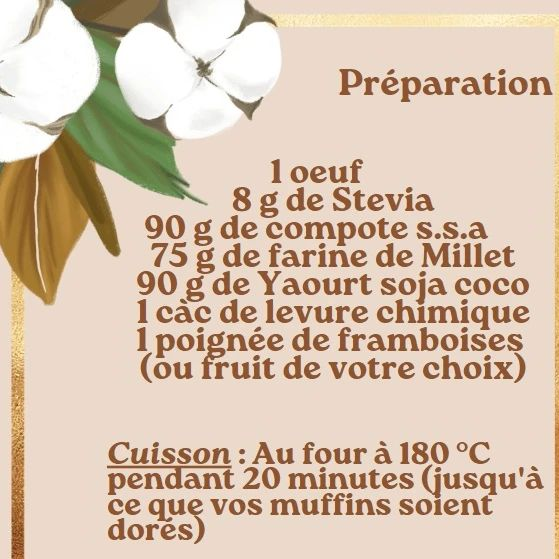 Préparation
1 oeuf
8 g de Stevia
90 g de compote s.s.a
75 g de farine de Millet
90 g de Yaourt soja coco
1 càc de levure chimique
1 poignée de framboises
(ou fruit de votre choix)
Cuisson : Au four à 180 °C
pendant 20 minutes (jusqu'à
ce que vos muffins soient
dorés)